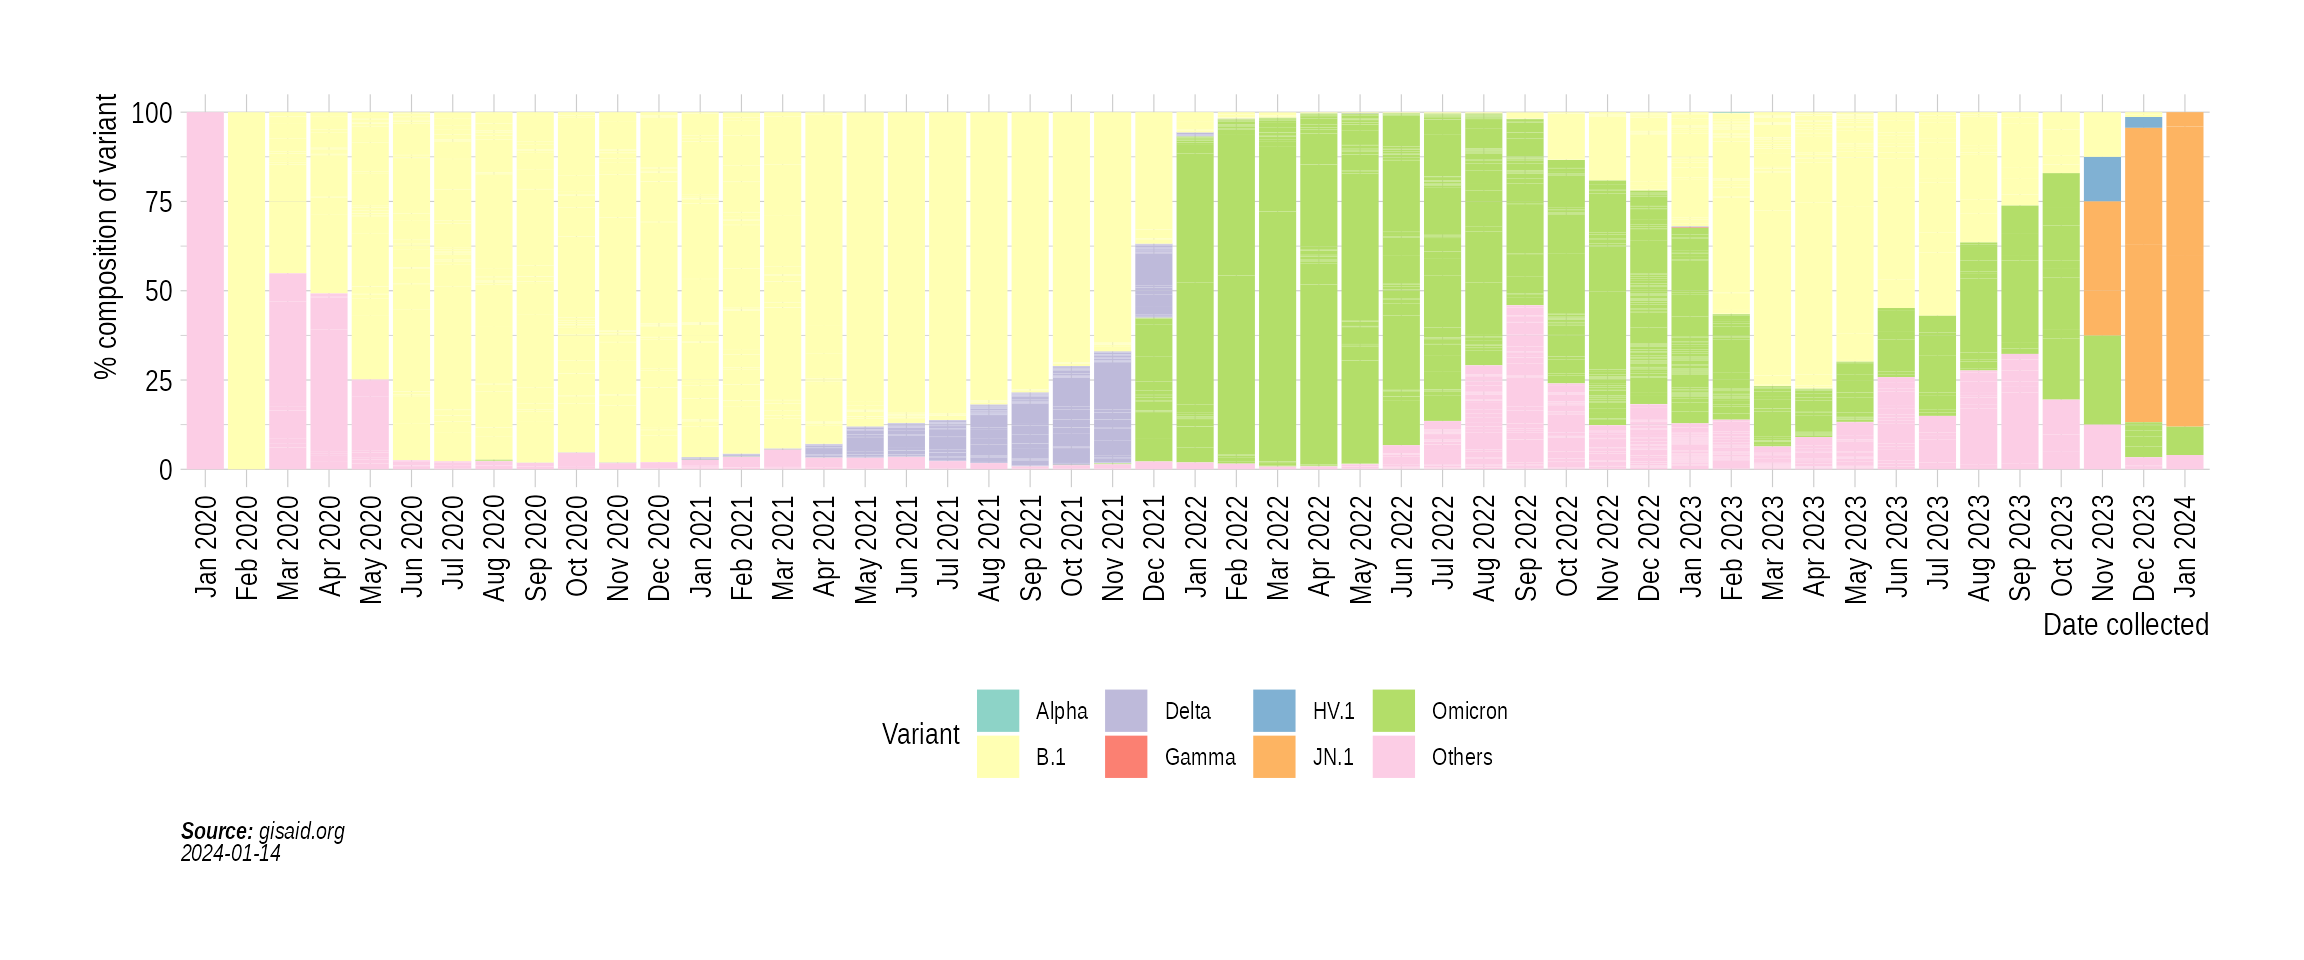 % composition of variant
100
75
50
25
0
Jan 2020
Feb 2020
Mar 2020
Apr 2020
May 2020
Jun 2020
Jul 2020
Aug 2020
Sep 2020
Oct 2020
Nov 2020
Dec 2020
Jan 2021
Feb 2021
Mar 2021
Apr 2021
May 2021
Jun 2021
Jul 2021
Aug 2021
Sep 2021
Oct 2021
Nov 2021
Dec 2021
Jan 2022
Feb 2022
Mar 2022
Apr 2022
May 2022
Jun 2022
Jul 2022
Aug 2022
Sep 2022
Oct 2022
Nov 2022
Dec 2022
Jan 2023
Feb 2023
Mar 2023
Apr 2023
May 2023
Jun 2023
Jul 2023
Aug 2023
Sep 2023
Oct 2023
Nov 2023
Dec 2023
Jan 2024
Date collected
Variant
Alpha
Delta
HV.1
Omicron
B.1
Gamma
JN.1
Others
Source: gisaid.org
2024-01-14